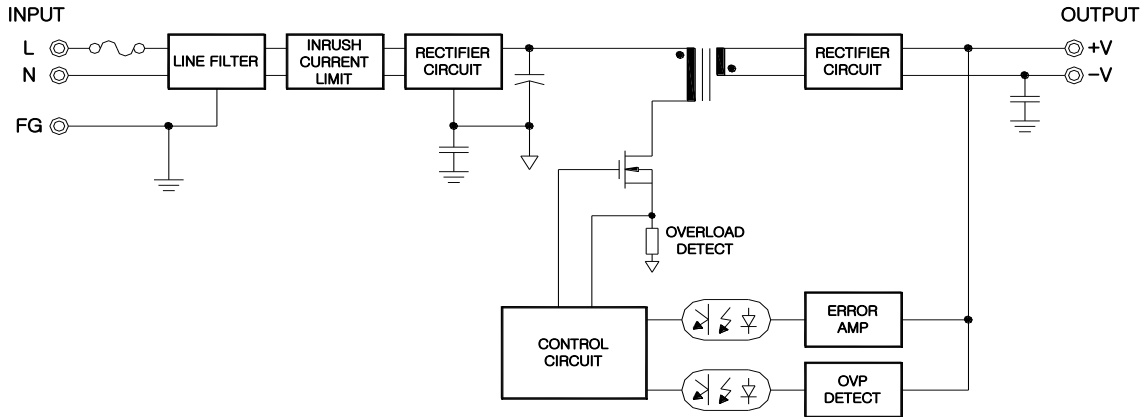 INPUT
OUTPUT
L
N
FG
LINE FILTER
INRUSH
CURRENT
LIMIT
RECTIFIER
CIRCUIT
RECTIFIER
CIRCUIT
+V
−V
OVERLOAD
DETECT
CONTROL
CIRCUIT
ERROR
AMP
OVP
DETECT